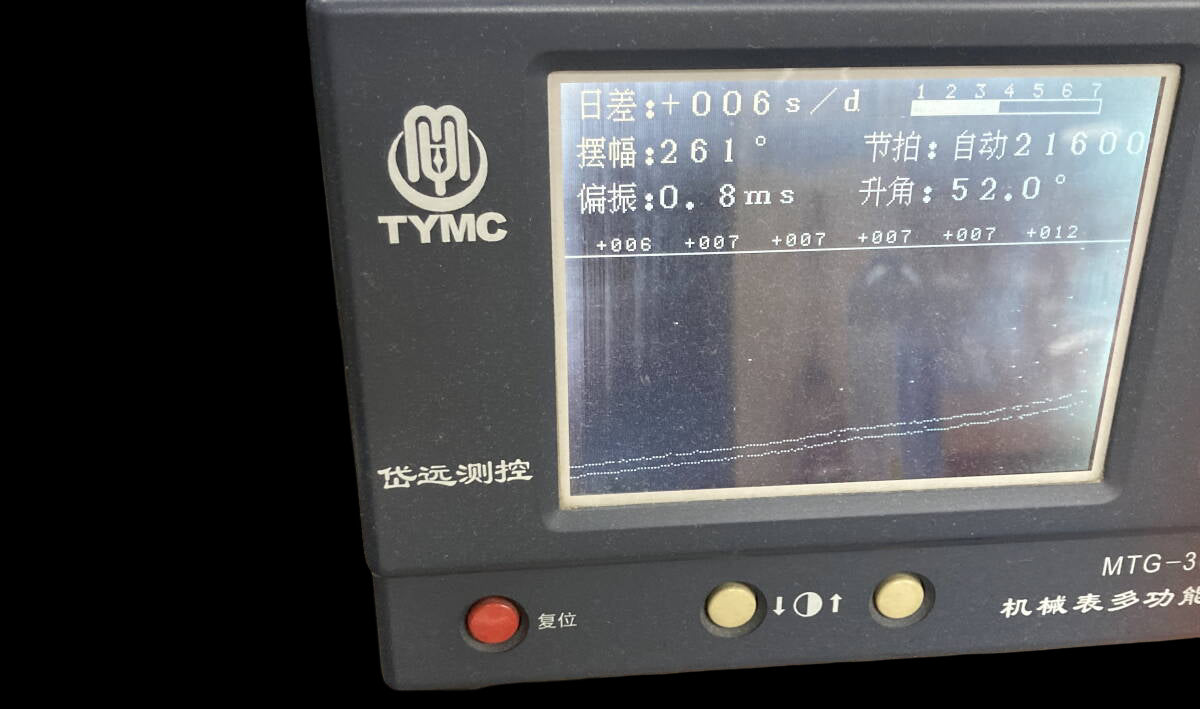 1 2 3 4 5 6 7
日差:+006s/d
摆幅:261° 节拍:自动21600
偏振:0.8ms 升角:52.0°
+006 +007 +007 +007 +007 +012
TYMC
岱远测控
MTG-3
复位
机械表多功能